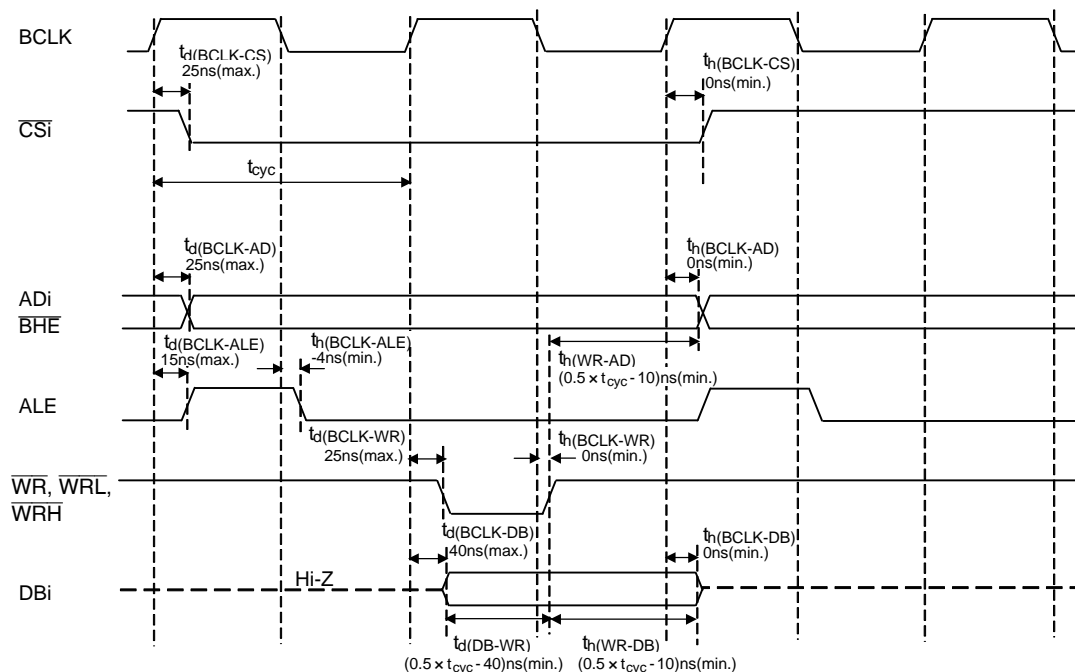 BCLK
td(BCLK-CS)
25ns(max.)
th(BCLK-CS)
0ns(min.)
CSi
tcyc
td(BCLK-AD)
25ns(max.)
th(BCLK-AD)
0ns(min.)
ADi
BHE
td(BCLK-ALE)
15ns(max.)
th(BCLK-ALE)
-4ns(min.)
th(WR-AD)
(0.5 × tcyc - 10)ns(min.)
ALE
td(BCLK-WR)
25ns(max.)
th(BCLK-WR)
0ns(min.)
WR, WRL,
WRH
td(BCLK-DB)
40ns(max.)
th(BCLK-DB)
0ns(min.)
Hi-Z
DBi
td(DB-WR)
(0.5 × tcyc - 40)ns(min.)
th(WR-DB)
(0.5 × tcyc - 10)ns(min.)